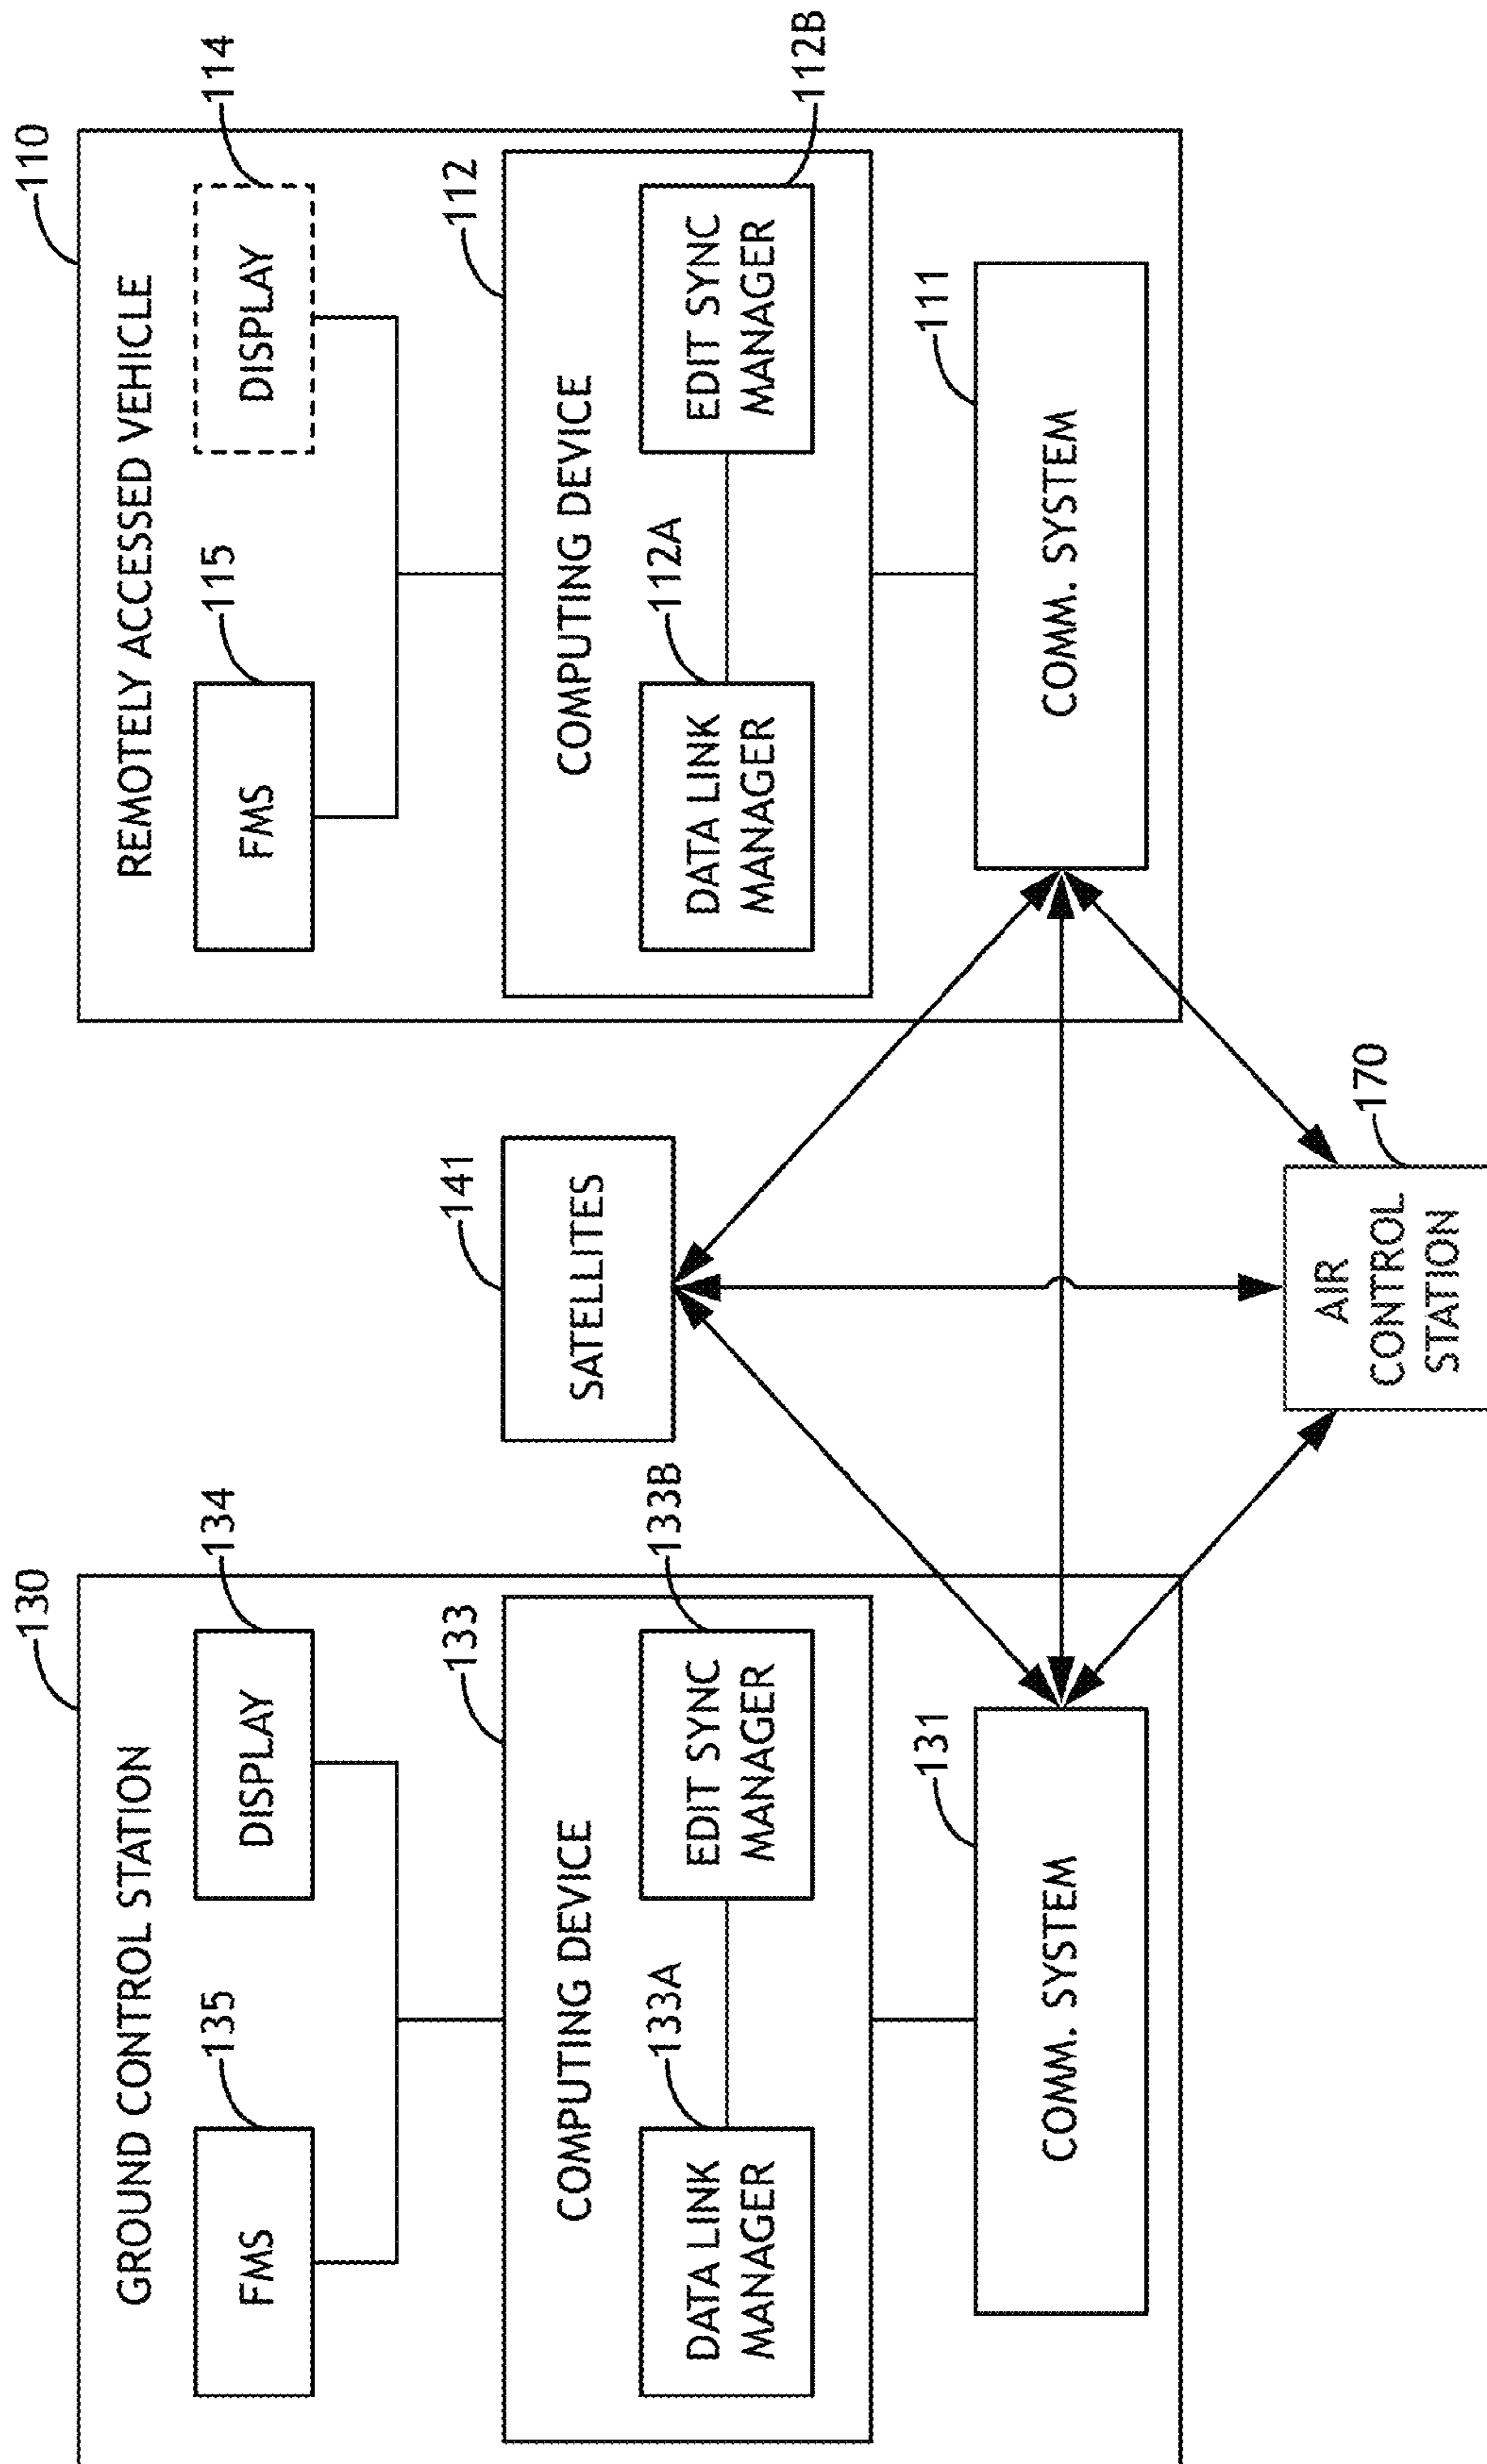 130
GROUND CONTROL STATION
135
134
FMS
DISPLAY
133
COMPUTING DEVICE
133A
133B
DATA LINK
MANAGER
EDIT SYNC
MANAGER
131
COMM. SYSTEM
141
SATELLITES
170
AIR
CONTROL
STATION
110
REMOTELY ACCESSED VEHICLE
115
114
FMS
DISPLAY
112
COMPUTING DEVICE
112A
112B
DATA LINK
MANAGER
EDIT SYNC
MANAGER
111
COMM. SYSTEM